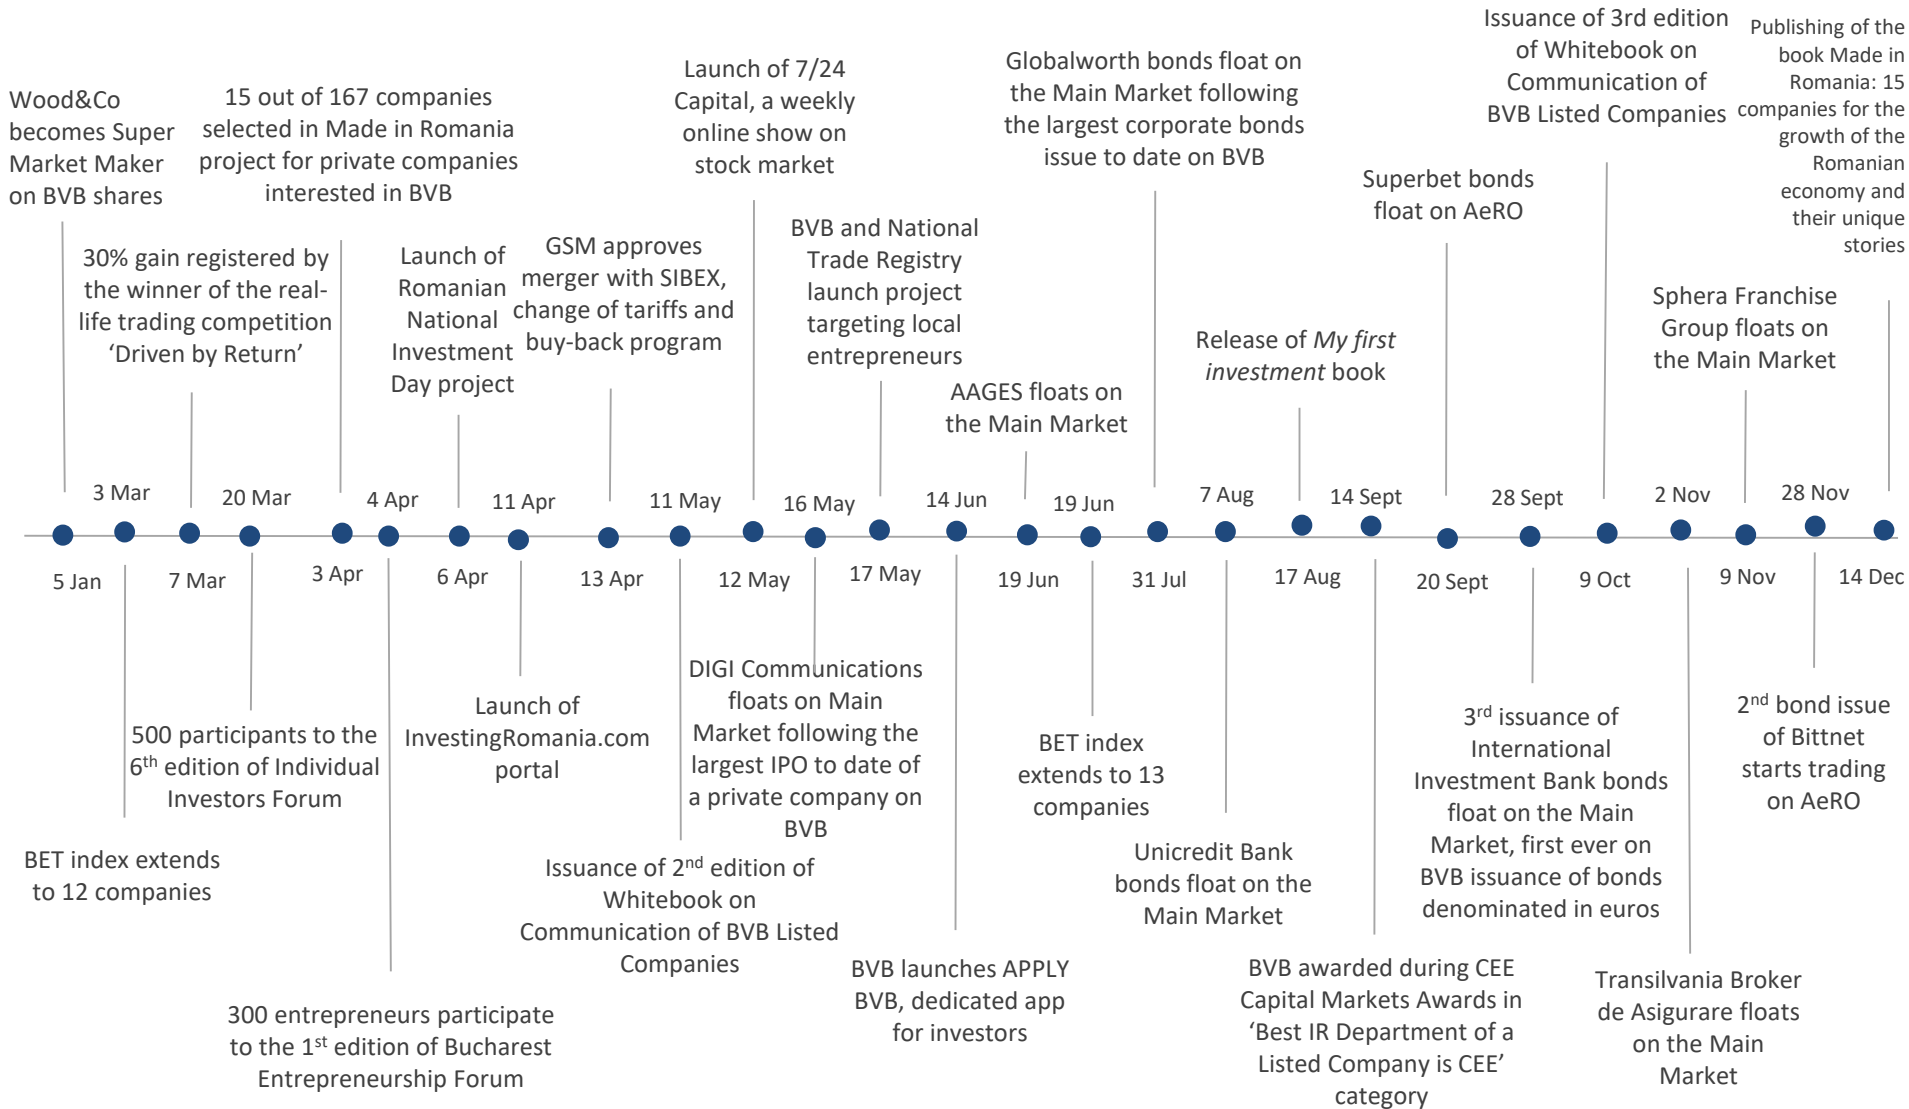 Wood&Co
becomes Super
Market Maker
on BVB shares
30% gain registered by
the winner of the real-
life trading competition
‘Driven by Return’
15 out of 167 companies
selected in Made in Romania
project for private companies
interested in BVB
Launch of
Romanian
National
Investment
Day project
GSM approves
merger with SIBEX,
change of tariffs and
buy-back program
Launch of 7/24
Capital, a weekly
online show on
stock market
BVB and National
Trade Registry
launch project
targeting local
entrepreneurs
AAGES floats on
the Main Market
Globalworth bonds float on
the Main Market following
the largest corporate bonds
issue to date on BVB
Release of My first
investment book
Superbet bonds
float on AeRO
Issuance of 3rd edition
of Whitebook on
Communication of
BVB Listed Companies
Sphera Franchise
Group floats on
the Main Market
Publishing of the
book Made in
Romania: 15
companies for the
growth of the
Romanian
economy and
their unique
stories
3 Mar
20 Mar
4 Apr
11 Apr
11 May
16 May
14 Jun
19 Jun
7 Aug
14 Sept
28 Sept
2 Nov
28 Nov
5 Jan
7 Mar
3 Apr
6 Apr
13 Apr
12 May
17 May
19 Jun
31 Jul
17 Aug
20 Sept
9 Oct
9 Nov
14 Dec
BET index extends
to 12 companies
500 participants to the
6th edition of Individual
Investors Forum
300 entrepreneurs participate
to the 1st edition of Bucharest
Entrepreneurship Forum
Launch of
InvestingRomania.com
portal
Issuance of 2nd edition of
Whitebook on
Communication of BVB Listed
Companies
DIGI Communications
floats on Main
Market following the
largest IPO to date of
a private company on
BVB
BVB launches APPLY
BVB, dedicated app
for investors
BET index
extends to 13
companies
Unicredit Bank
bonds float on the
Main Market
BVB awarded during CEE
Capital Markets Awards in
‘Best IR Department of a
Listed Company is CEE’
category
3rd issuance of
International
Investment Bank bonds
float on the Main
Market, first ever on
BVB issuance of bonds
denominated in euros
Transilvania Broker
de Asigurare floats
on the Main
Market
2nd bond issue
of Bittnet
starts trading
on AeRO